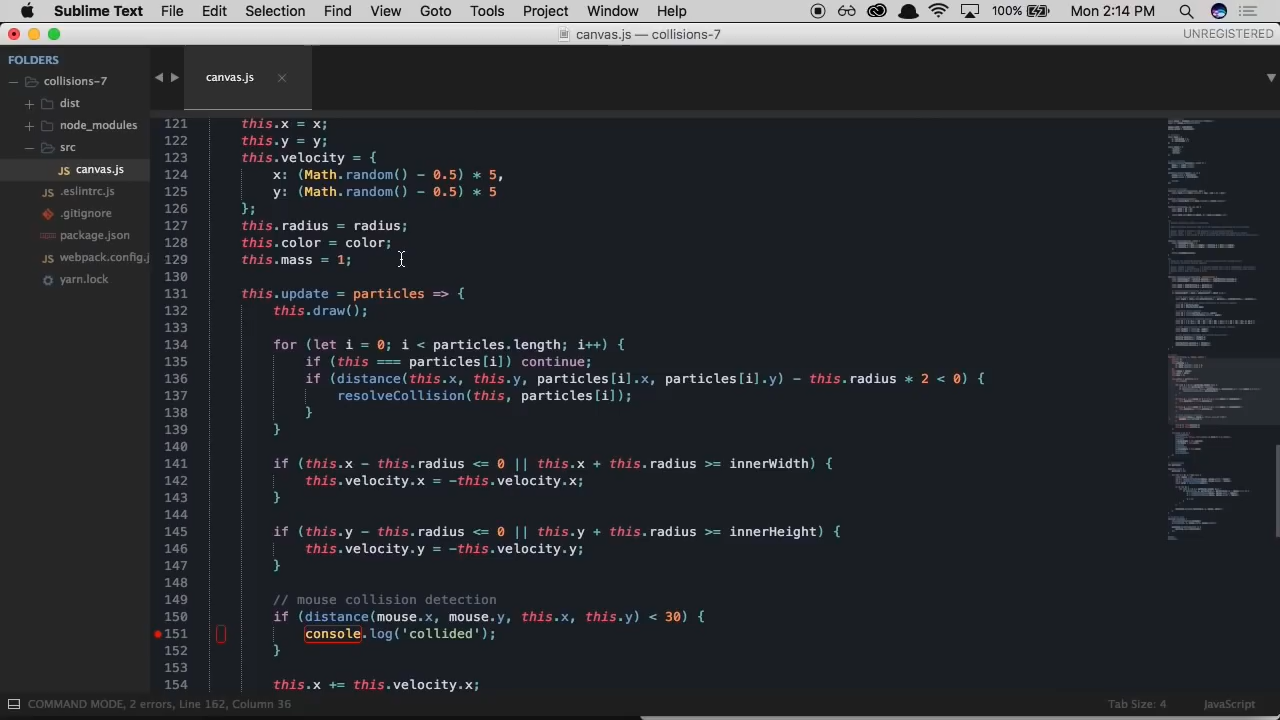 Sublime Text File Edit Selection Find View Goto Tools Project Window Help 100% Mon 2:14 PM
canvas.js — collisions-7
UNREGISTERED
FOLDERS
collisions-7
dist
node_modules
src
canvas.js
.eslintrc.js
.gitignore
package.json
webpack.config.j
yarn.lock
canvas.js
121 this.x = x;
122 this.y = y;
123 this.velocity = {
124 x: (Math.random() - 0.5) * 5,
125 y: (Math.random() - 0.5) * 5
126 };
127 this.radius = radius;
128 this.color = color;
129 this.mass = 1;
130
131 this.update = particles => {
132 this.draw();
133
134 for (let i = 0; i < particles.length; i++) {
135 if (this === particles[i]) continue;
136 if (distance(this.x, this.y, particles[i].x, particles[i].y) - this.radius * 2 < 0) {
137 resolveCollision(this, particles[i]);
138 }
139 }
140
141 if (this.x - this.radius <= 0 || this.x + this.radius >= innerWidth) {
142 this.velocity.x = -this.velocity.x;
143 }
144
145 if (this.y - this.radius <= 0 || this.y + this.radius >= innerHeight) {
146 this.velocity.y = -this.velocity.y;
147 }
148
149 // mouse collision detection
150 if (distance(mouse.x, mouse.y, this.x, this.y) < 30) {
151 console.log('collided');
152 }
153
154 this.x += this.velocity.x;
COMMAND MODE, 2 errors, Line 162, Column 36
Tab Size: 4
JavaScript